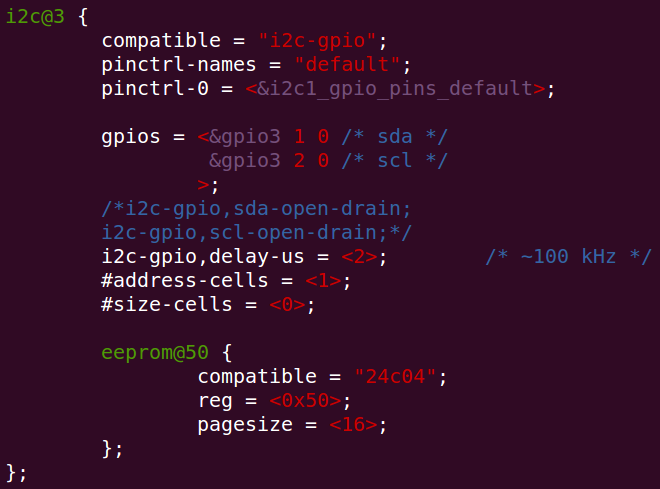 i2c@3 {
compatible = "i2c-gpio";
pinctrl-names = "default";
pinctrl-0 = <&i2c1_gpio_pins_default>;
gpios = <&gpio3 1 0 /* sda */
&gpio3 2 0 /* scl */
>;
/*i2c-gpio,sda-open-drain;
i2c-gpio,scl-open-drain;*/
i2c-gpio,delay-us = <2>; /* ~100 kHz */
#address-cells = <1>;
#size-cells = <0>;
eeprom@50 {
compatible = "24c04";
reg = <0x50>;
pagesize = <16>;
};
};